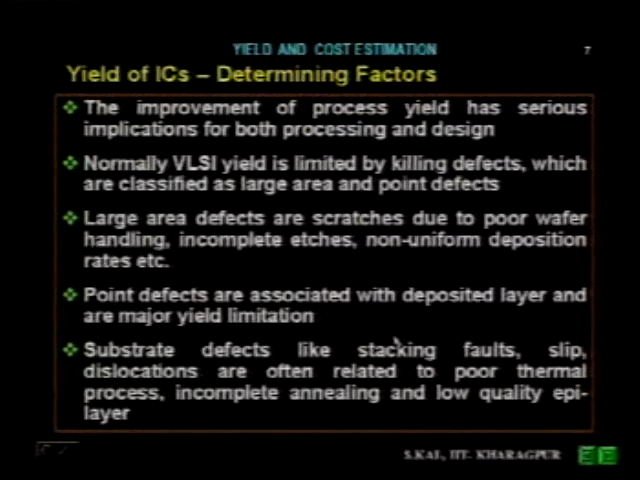 YIELD AND COST ESTIMATION
7
Yield of ICs – Determining Factors
❖ The improvement of process yield has serious
implications for both processing and design
❖ Normally VLSI yield is limited by killing defects, which
are classified as large area and point defects
❖ Large area defects are scratches due to poor wafer
handling, incomplete etches, non-uniform deposition
rates etc.
❖ Point defects are associated with deposited layer and
are major yield limitation
❖ Substrate defects like stacking faults, slip,
dislocations are often related to poor thermal
process, incomplete annealing and low quality epi-
layer
S.KAL, IIT- KHARAGPUR